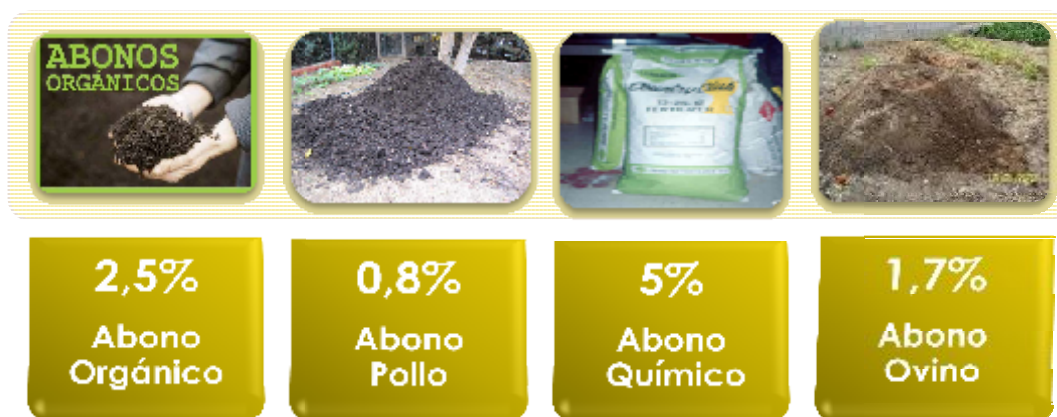 ABONOS
ORGÁNICOS
2,5%
Abono
Orgánico
0,8%
Abono
Pollo
5%
Abono
Químico
1,7%
Abono
Ovino